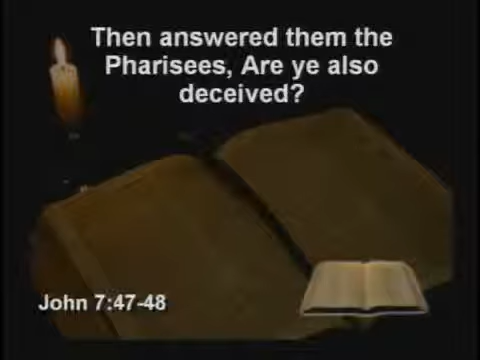 Then answered them the
Pharisees, Are ye also
deceived?
John 7:47-48